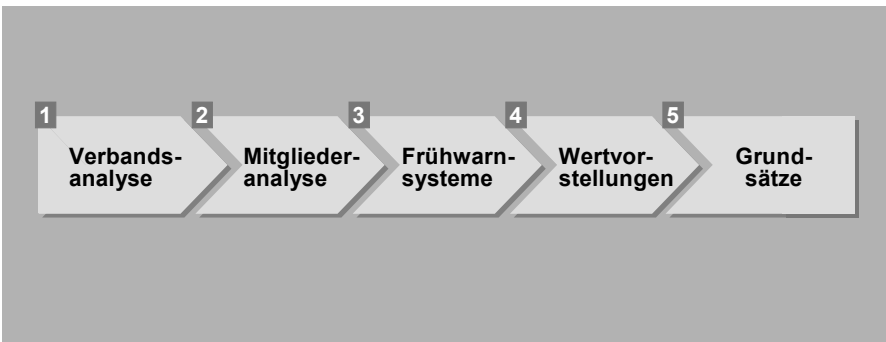 1
Verbands-
analyse
2
Mitglieder-
analyse
3
Frühwarn-
systeme
4
Wertvor-
stellungen
5
Grund-
sätze